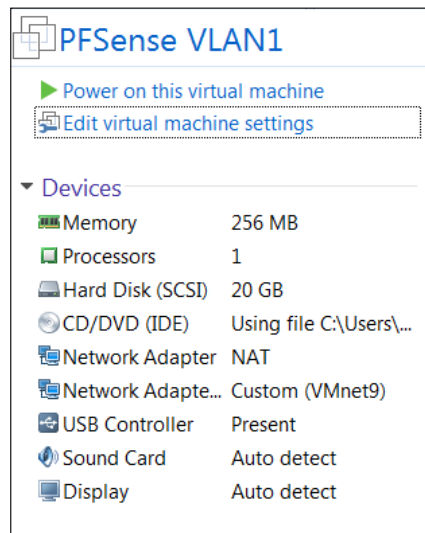 PFSense VLAN1
Power on this virtual machine
Edit virtual machine settings
Devices
Memory 256 MB
Processors 1
Hard Disk (SCSI) 20 GB
CD/DVD (IDE) Using file C:\Users\...
Network Adapter NAT
Network Adapte... Custom (VMnet9)
USB Controller Present
Sound Card Auto detect
Display Auto detect